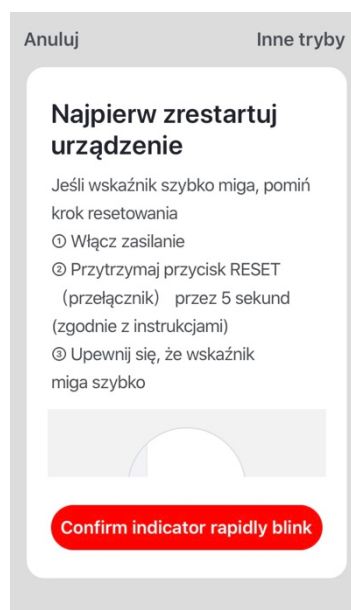 Anuluj
Inne tryby
Najpierw zrestartuj
urządzenie
Jeśli wskaźnik szybko miga, pomiń
krok resetowania
① Włącz zasilanie
② Przytrzymaj przycisk RESET
（przełącznik） przez 5 sekund
(zgodnie z instrukcjami)
③ Upewnij się, że wskaźnik
miga szybko
Confirm indicator rapidly blink